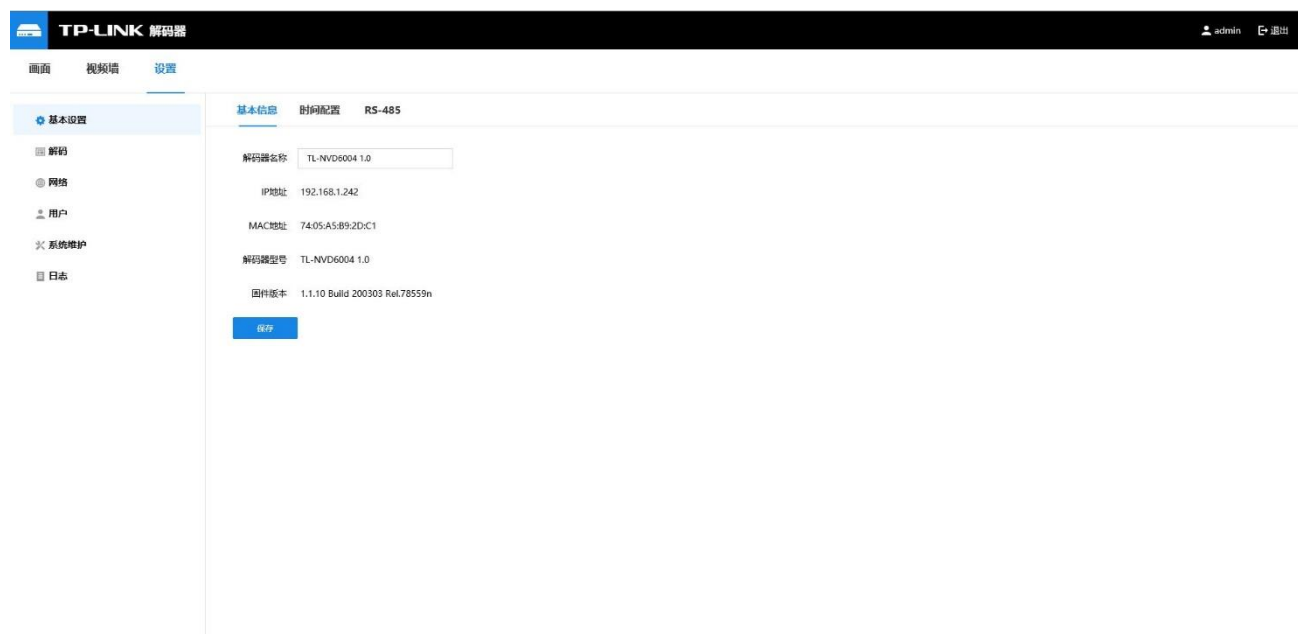 TP-LINK 解码器
admin 退出
画面 视频墙 设置
基本设置
解码
网络
用户
系统维护
日志
基本信息 时间配置 RS-485
解码器名称 TL-NVD6004 1.0
IP地址 192.168.1.242
MAC地址 74:05:A5:B9:2D:C1
解码器型号 TL-NVD6004 1.0
固件版本 1.1.10 Build 200303 Rel.78559n
保存